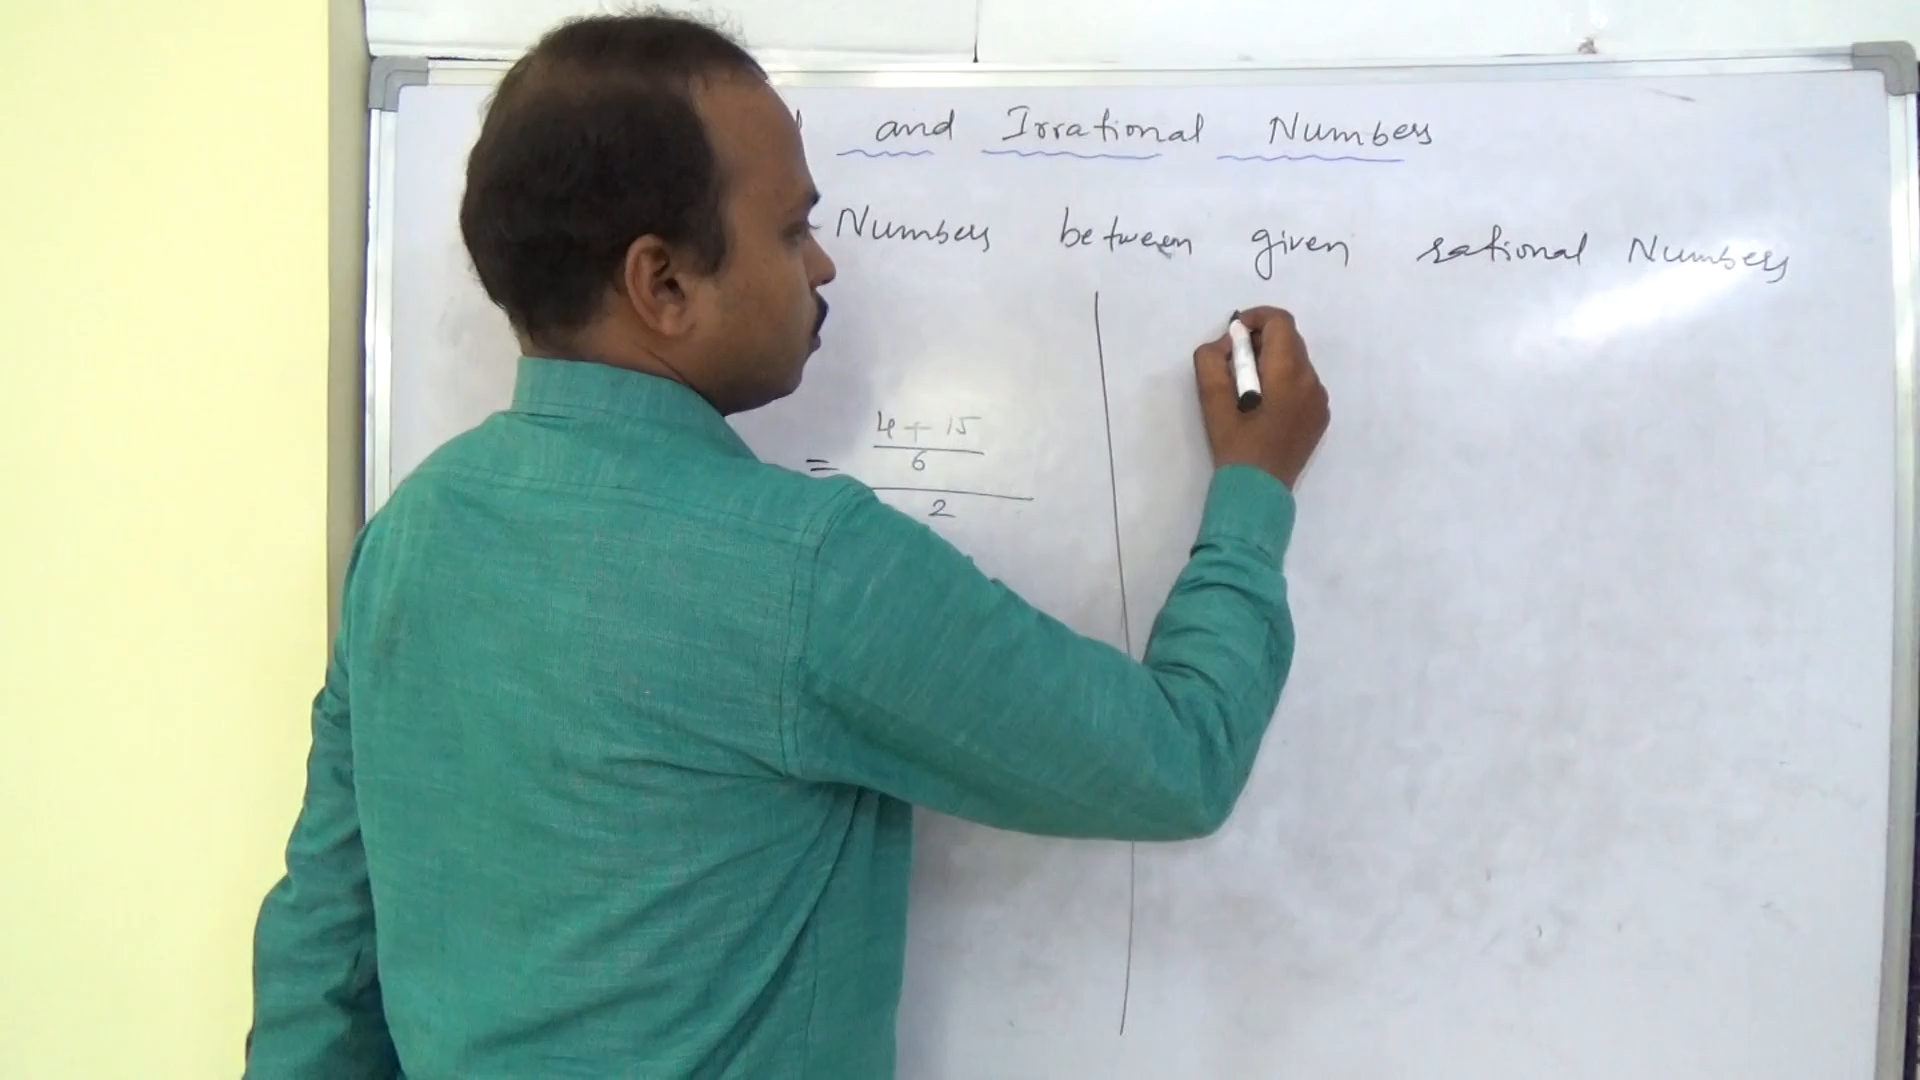 and Irrational Numbers
Numbers between given rational Numbers
4 + 15
= 6
2